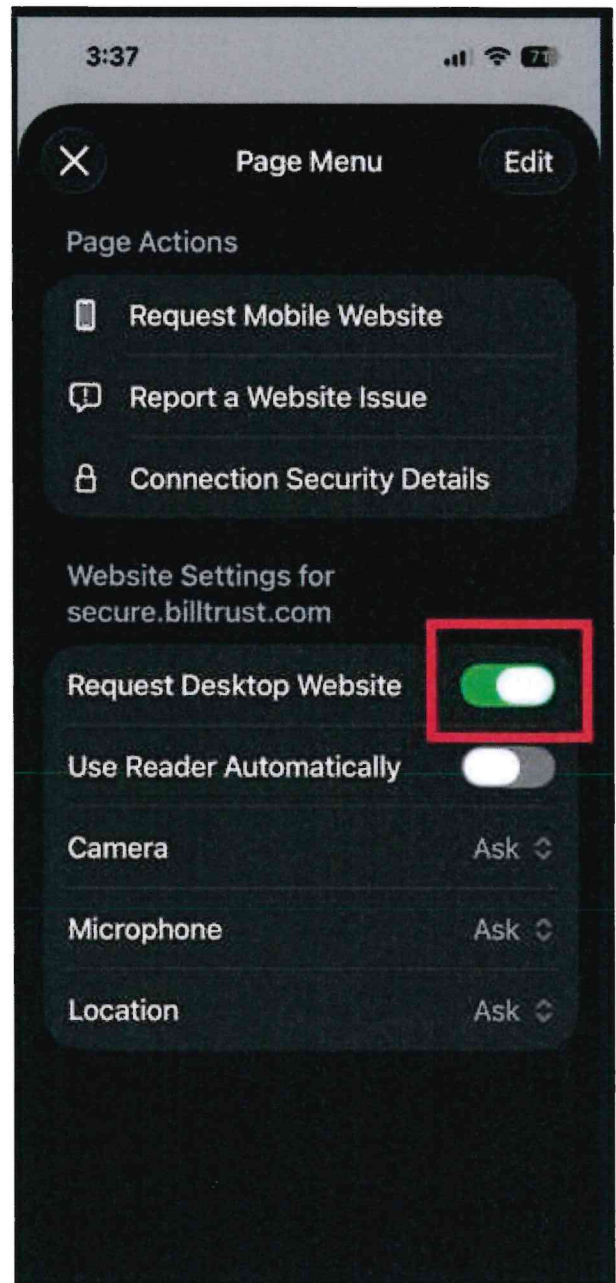 3:37
71
Page Menu
Edit
Page Actions
Request Mobile Website
Report a Website Issue
Connection Security Details
Website Settings for
secure.billtrust.com
Request Desktop Website
Use Reader Automatically
Camera
Ask
Microphone
Ask
Location
Ask